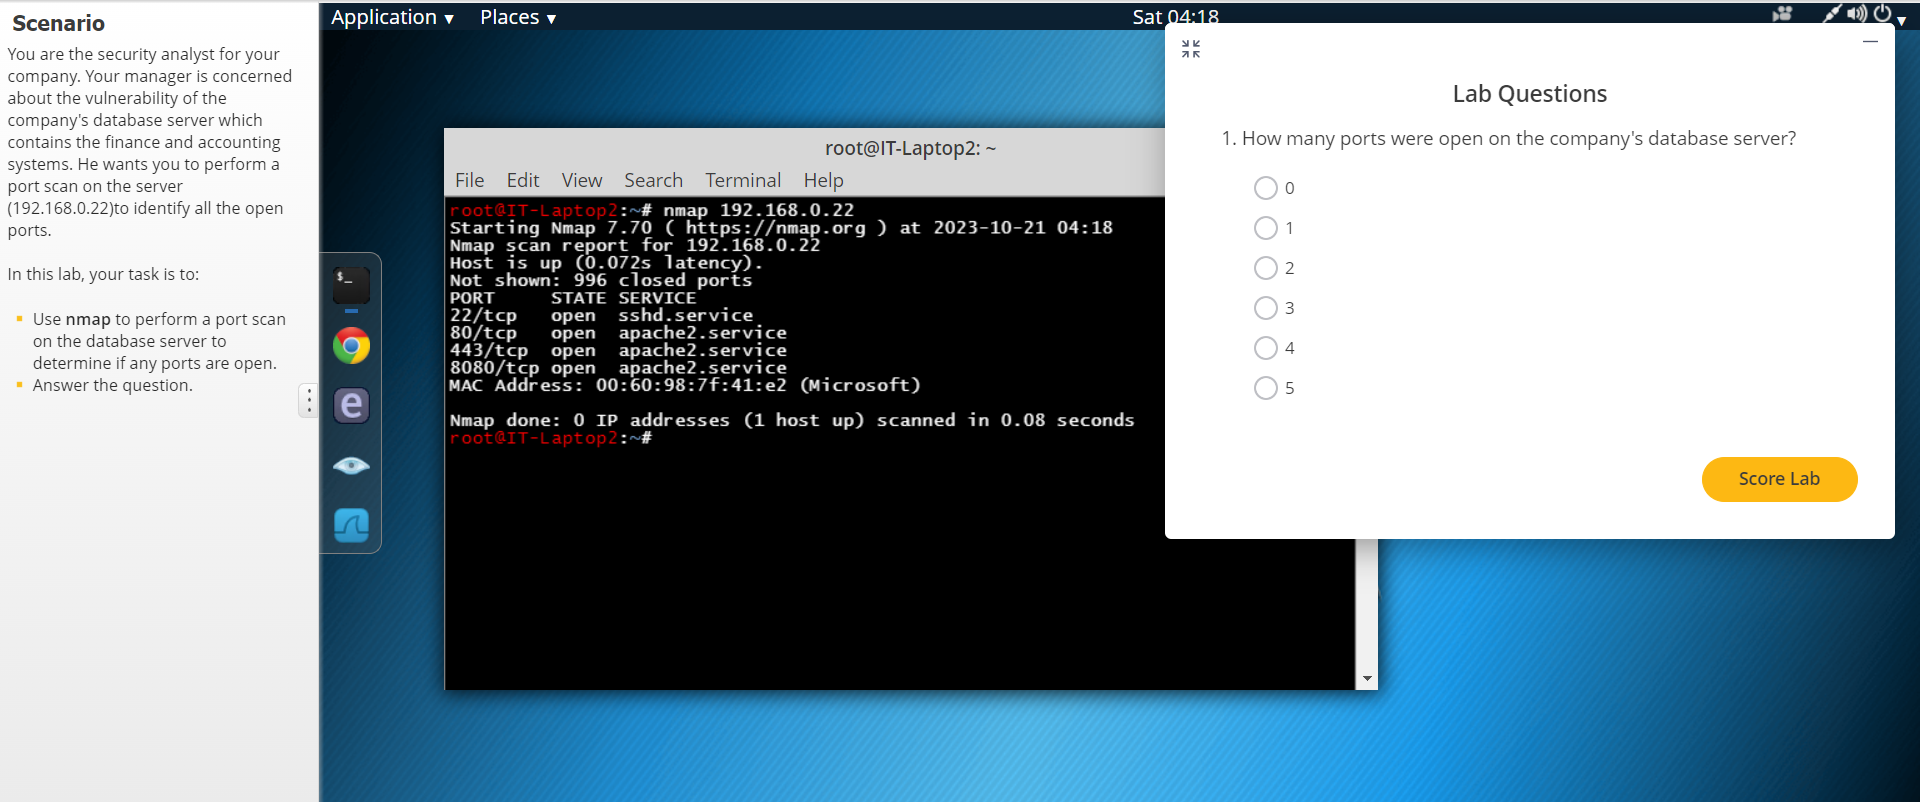 Scenario
You are the security analyst for your
company. Your manager is concerned
about the vulnerability of the
company's database server which
contains the finance and accounting
systems. He wants you to perform a
port scan on the server
(192.168.0.22)to identify all the open
ports.
In this lab, your task is to:
Use nmap to perform a port scan
on the database server to
determine if any ports are open.
Answer the question.
Application ▾ Places ▾ Sat 04:18
$_
e
root@IT-Laptop2: ~
File Edit View Search Terminal Help
root@IT-Laptop2:~# nmap 192.168.0.22
Starting Nmap 7.70 ( https://nmap.org ) at 2023-10-21 04:18
Nmap scan report for 192.168.0.22
Host is up (0.072s latency).
Not shown: 996 closed ports
PORT     STATE SERVICE
22/tcp   open  sshd.service
80/tcp   open  apache2.service
443/tcp  open  apache2.service
8080/tcp open  apache2.service
MAC Address: 00:60:98:7f:41:e2 (Microsoft)
Nmap done: 0 IP addresses (1 host up) scanned in 0.08 seconds
root@IT-Laptop2:~#
Lab Questions
1. How many ports were open on the company's database server?
0
1
2
3
4
5
Score Lab